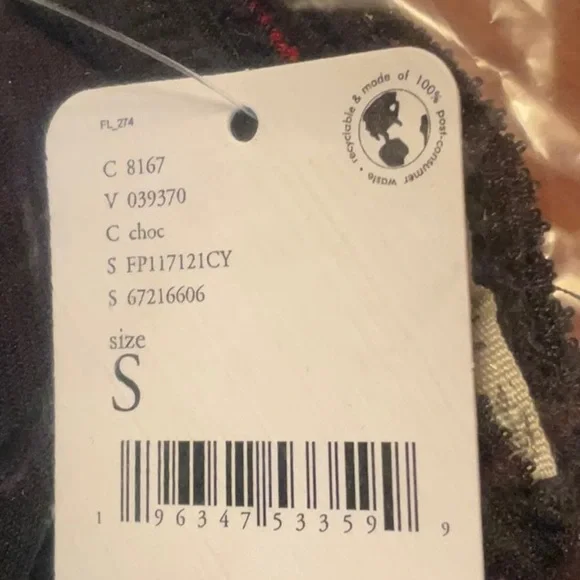 FL_274
recyclable & made of 100% post-consumer waste •
C 8167
V 039370
C choc
S FP117121CY
S 67216606
size
S
1 96347 53359 9